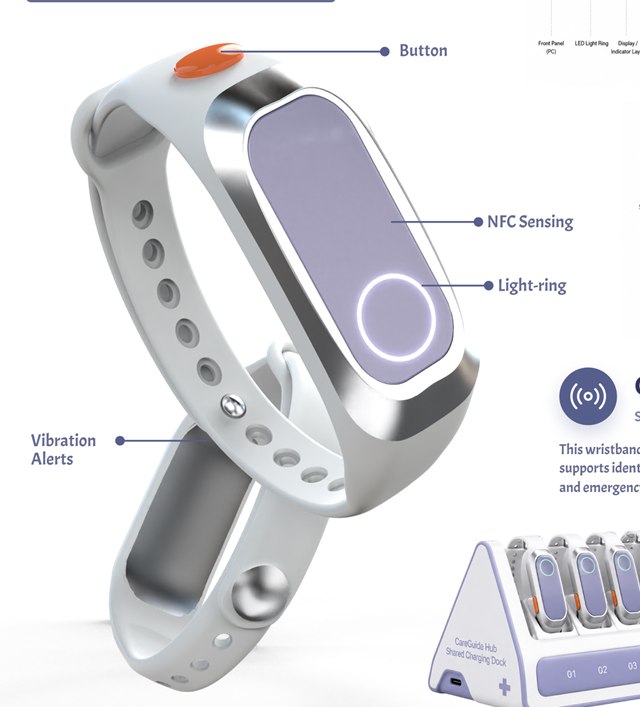 Front Panel
(PC)
LED Light Ring
Display /
Indicator Lay
Button
NFC Sensing
Light-ring
Vibration
Alerts
This wristband
supports ident
and emergency
CareGuide Hub
Shared Charging Dock
01
02
03